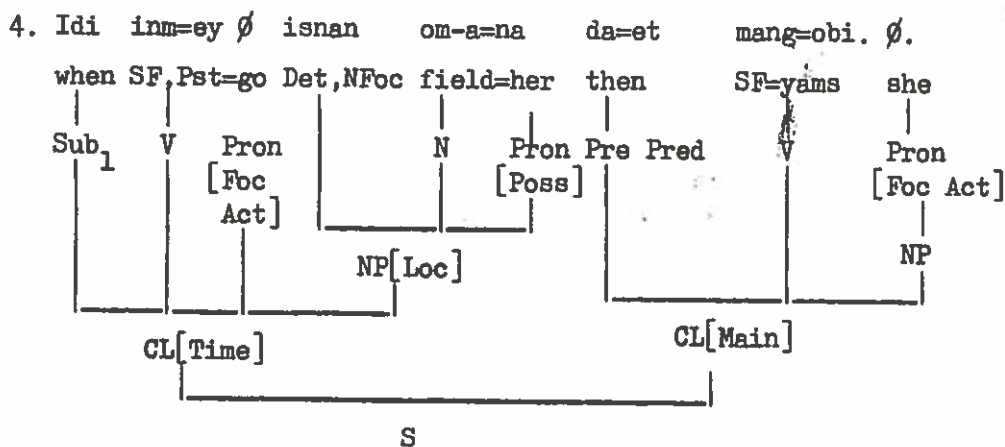 4. Idi inm=ey Ø isnan om-a=na da=et mang=obi. Ø.
when SF,Pst=go Det,NFoc field=her then SF=yams she
Sub1 V Pron N Pron Pre Pred V Pron
[Foc [Poss] [Foc Act]
Act]
NP[Loc] NP
CL[Time] CL[Main]
S